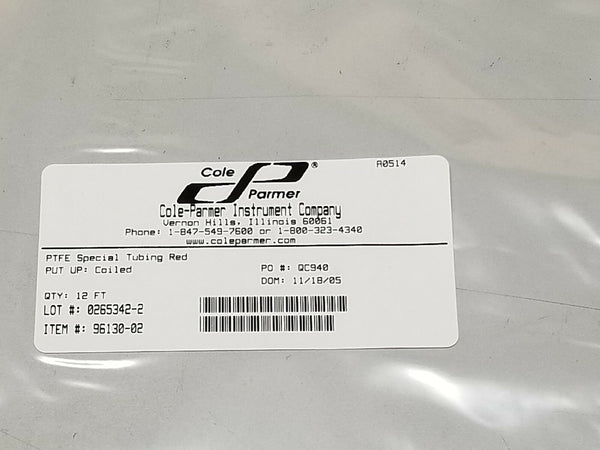 Cole
Parmer®
A0514
Cole-Parmer Instrument Company
Vernon Hills, Illinois 60061
Phone: 1-847-549-7600 or 1-800-323-4340
www.coleparmer.com
PTFE Special Tubing Red
PUT UP: Coiled
PO #: QC940
DOM: 11/18/05
QTY: 12 FT
LOT #: 0265342-2
ITEM #: 96130-02